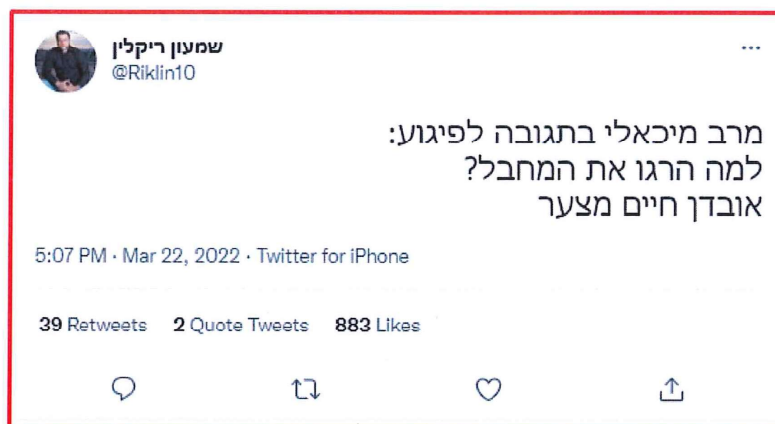 שמעון ריקלין
@Riklin10
מרב מיכאלי בתגובה לפיגוע:
למה הרגו את המחבל?
אובדן חיים מצער
5:07 PM · Mar 22, 2022 · Twitter for iPhone
39 Retweets 2 Quote Tweets 883 Likes